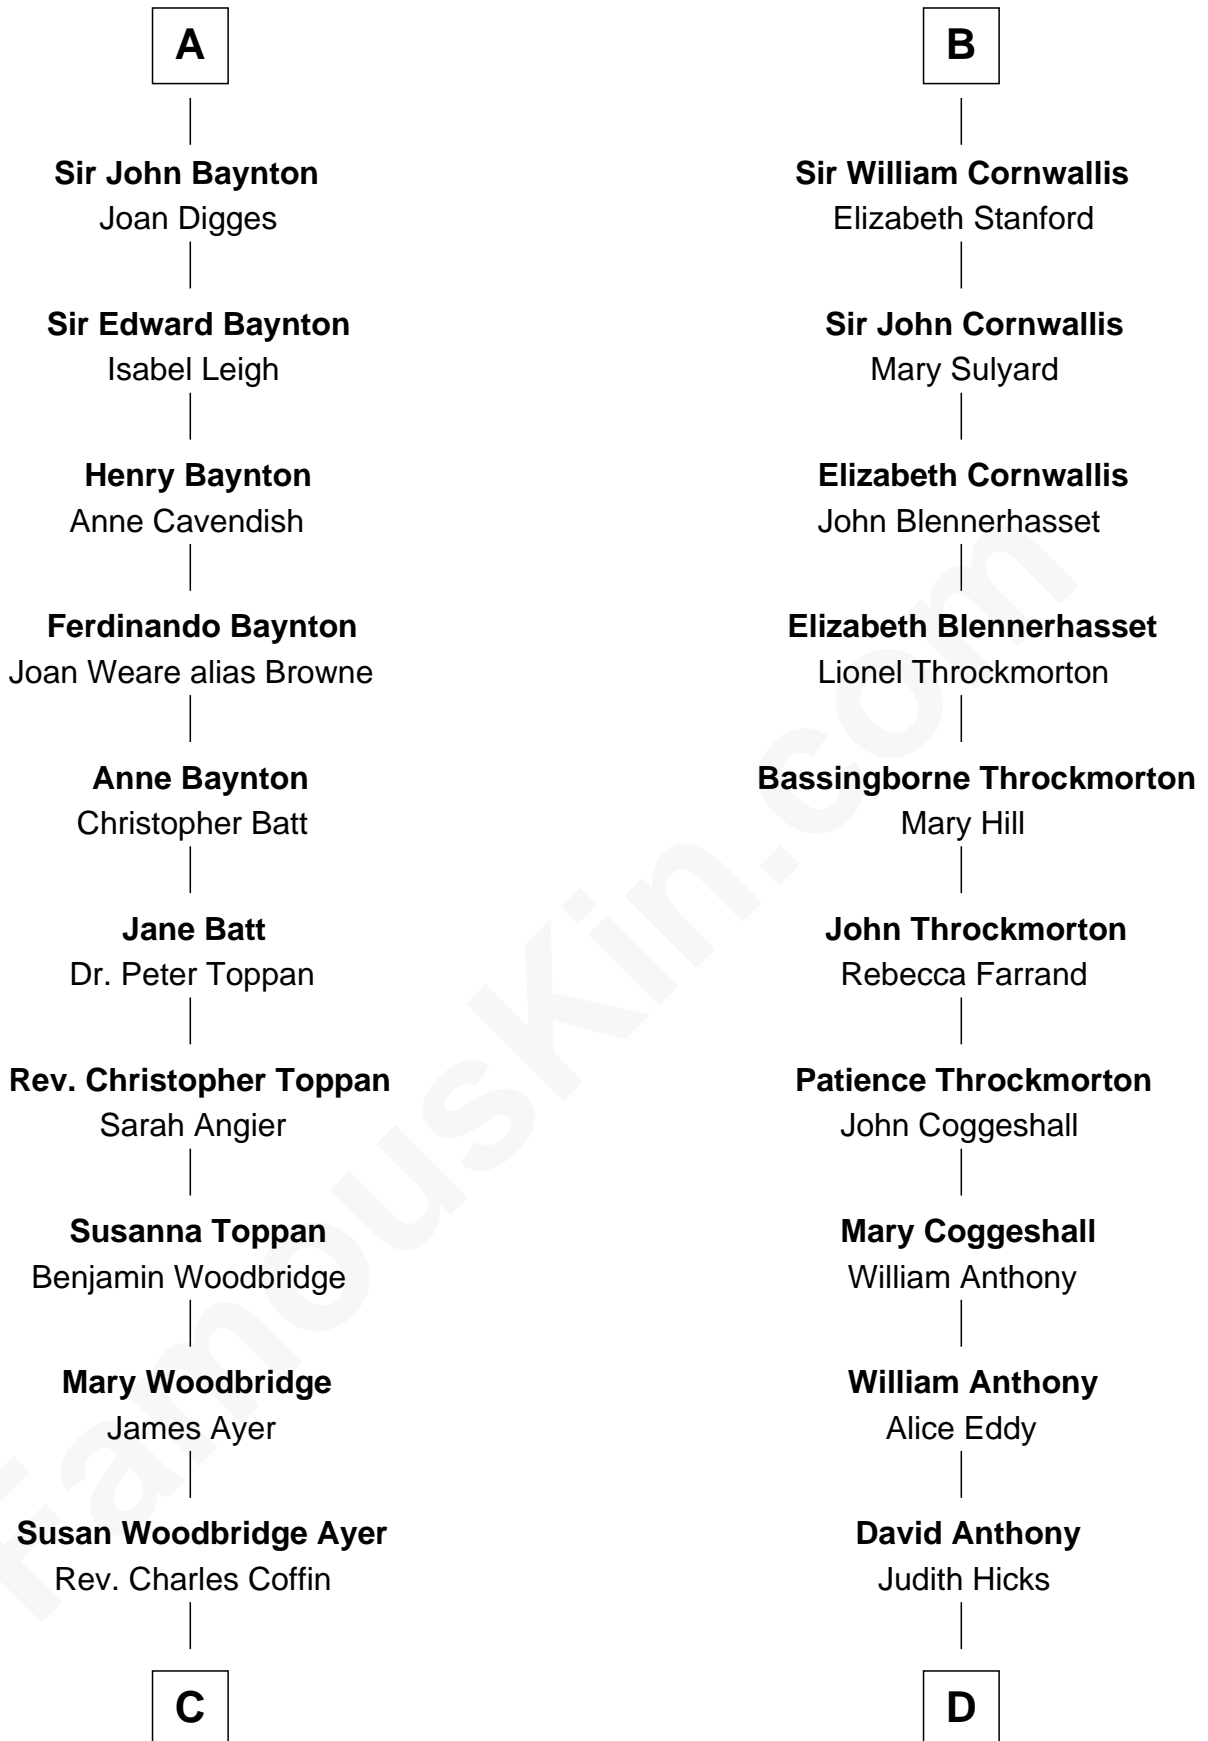 A
Sir John Baynton
Joan Digges
Sir Edward Baynton
Isabel Leigh
Henry Baynton
Anne Cavendish
Ferdinando Baynton
Joan Weare alias Browne
Anne Baynton
Christopher Batt
Jane Batt
Dr. Peter Toppan
Rev. Christopher Toppan
Sarah Angier
Susanna Toppan
Benjamin Woodbridge
Mary Woodbridge
James Ayer
Susan Woodbridge Ayer
Rev. Charles Coffin
C
B
Sir William Cornwallis
Elizabeth Stanford
Sir John Cornwallis
Mary Sulyard
Elizabeth Cornwallis
John Blennerhasset
Elizabeth Blennerhasset
Lionel Throckmorton
Bassingborne Throckmorton
Mary Hill
John Throckmorton
Rebecca Farrand
Patience Throckmorton
John Coggeshall
Mary Coggeshall
William Anthony
William Anthony
Alice Eddy
David Anthony
Judith Hicks
D
FamousKin.com